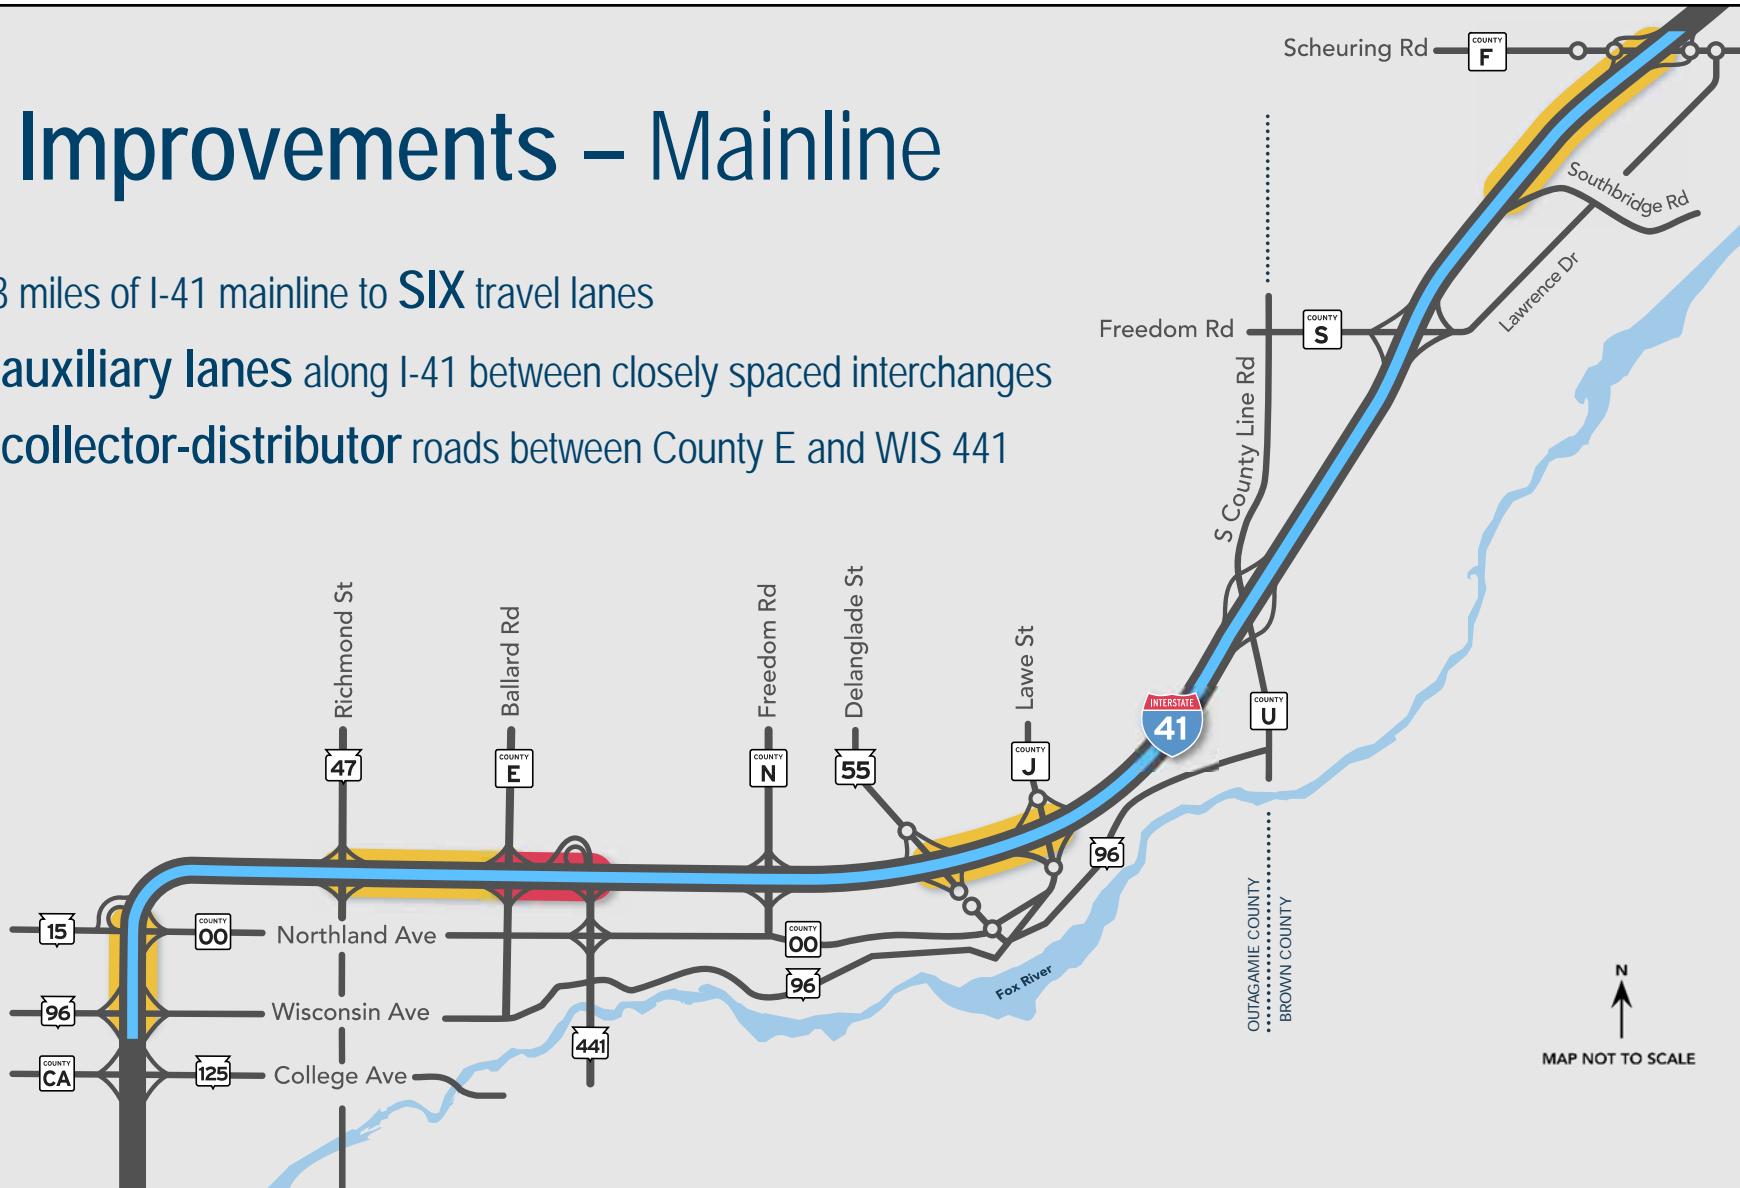 Improvements – Mainline
3 miles of I-41 mainline to SIX travel lanes
auxiliary lanes along I-41 between closely spaced interchanges
collector-distributor roads between County E and WIS 441
Scheuring Rd
COUNTY
F
Southbridge Rd
Lawrence Dr
Freedom Rd
COUNTY
S
S County Line Rd
Richmond St
Ballard Rd
Freedom Rd
Delanglade St
Lawe St
47
COUNTY
E
COUNTY
N
55
COUNTY
J
INTERSTATE
41
COUNTY
U
96
15
COUNTY
OO
Northland Ave
COUNTY
OO
96
Wisconsin Ave
96
Fox River
COUNTY
CA
125
College Ave
441
OUTAGAMIE COUNTY
BROWN COUNTY
N
MAP NOT TO SCALE